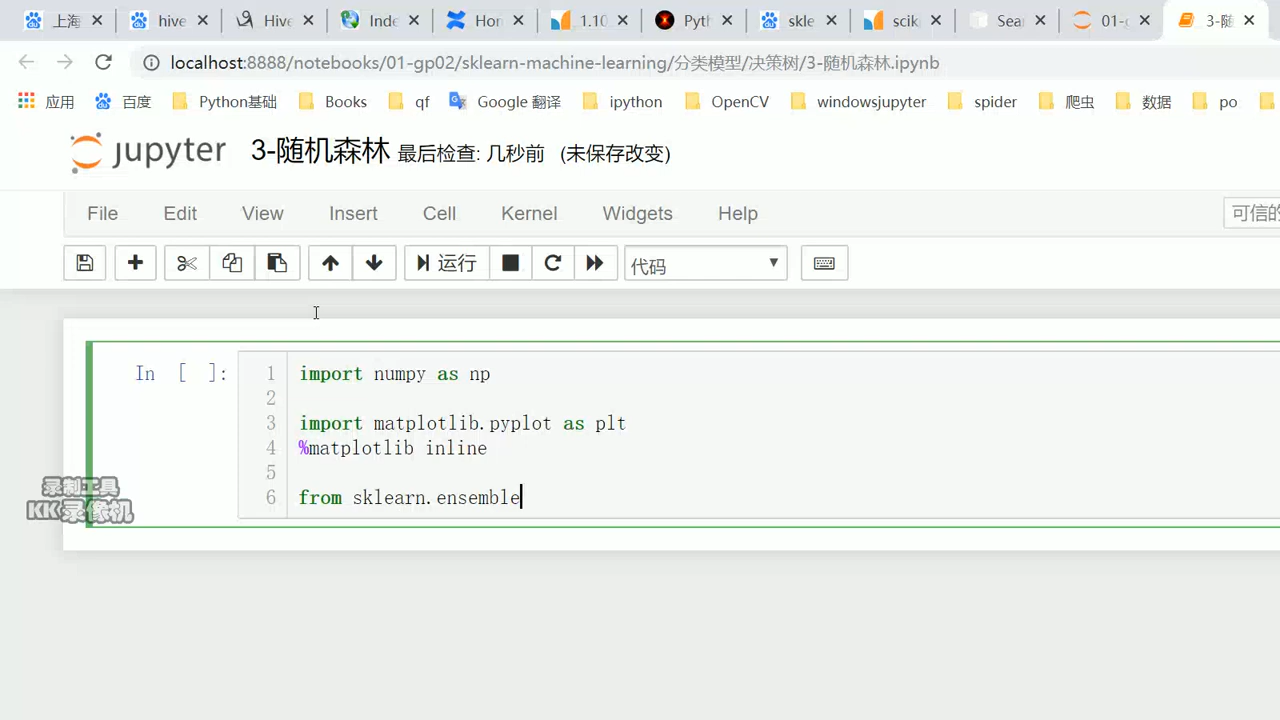 上海
hive
Hive
Inde
Hon
1.10
Pyth
skle
scik
Sear
01-c
3-随
localhost:8888/notebooks/01-gp02/sklearn-machine-learning/分类模型/决策树/3-随机森林.ipynb
应用 百度 Python基础 Books qf Google 翻译 ipython OpenCV windowsjupyter spider 爬虫 数据 po
jupyter 3-随机森林 最后检查: 几秒前 (未保存改变)
File Edit View Insert Cell Kernel Widgets Help 可信的
运行 代码
In [ ]:
1 import numpy as np
2
3 import matplotlib.pyplot as plt
4 %matplotlib inline
5
6 from sklearn.ensemble
录制工具
KK 录像机